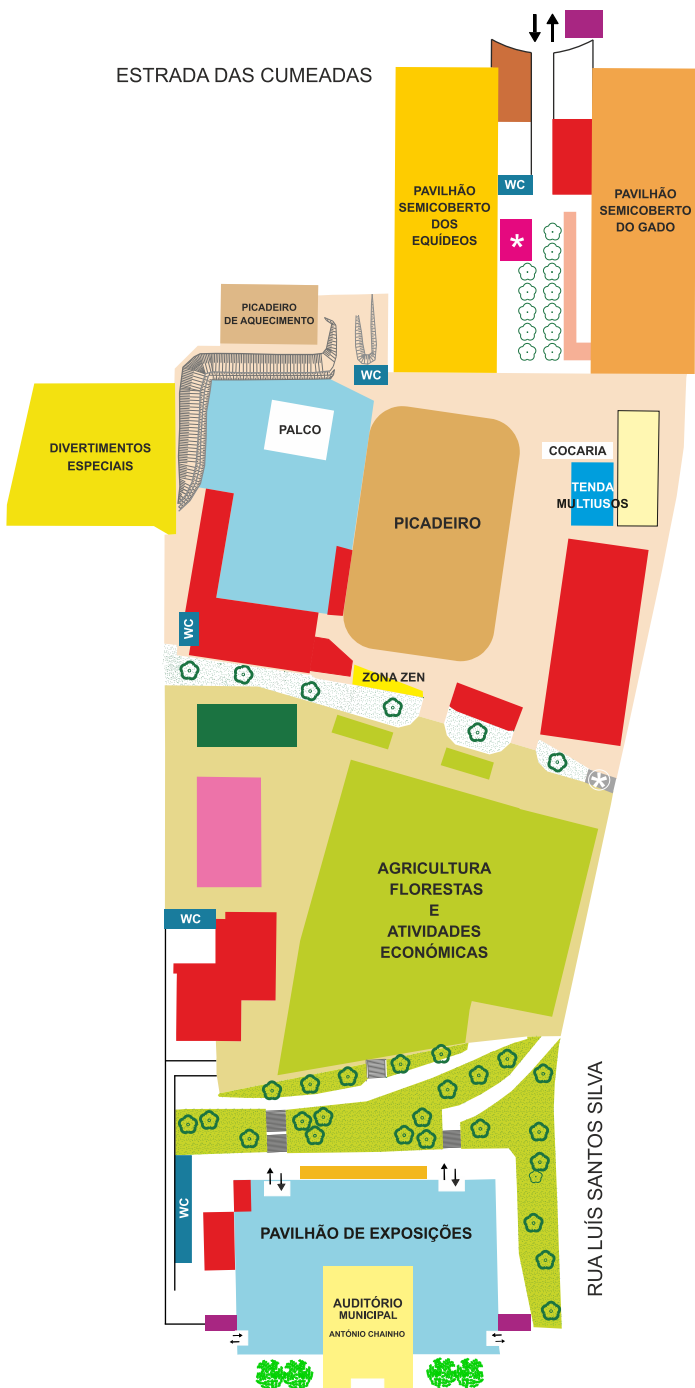 ESTRADA DAS CUMEADAS
WC
PAVILHÃO
SEMICOBERTO
DOS
EQUÍDEOS
PAVILHÃO
SEMICOBERTO
DO GADO
*
PICADEIRO
DE AQUECIMENTO
WC
PALCO
DIVERTIMENTOS
ESPECIAIS
COCARIA
TENDA
MULTIUSOS
PICADEIRO
WC
ZONA ZEN
*
AGRICULTURA
FLORESTAS
E
ATIVIDADES
ECONÓMICAS
WC
RUA LUÍS SANTOS SILVA
WC
PAVILHÃO DE EXPOSIÇÕES
AUDITÓRIO
MUNICIPAL
ANTÓNIO CHAINHO